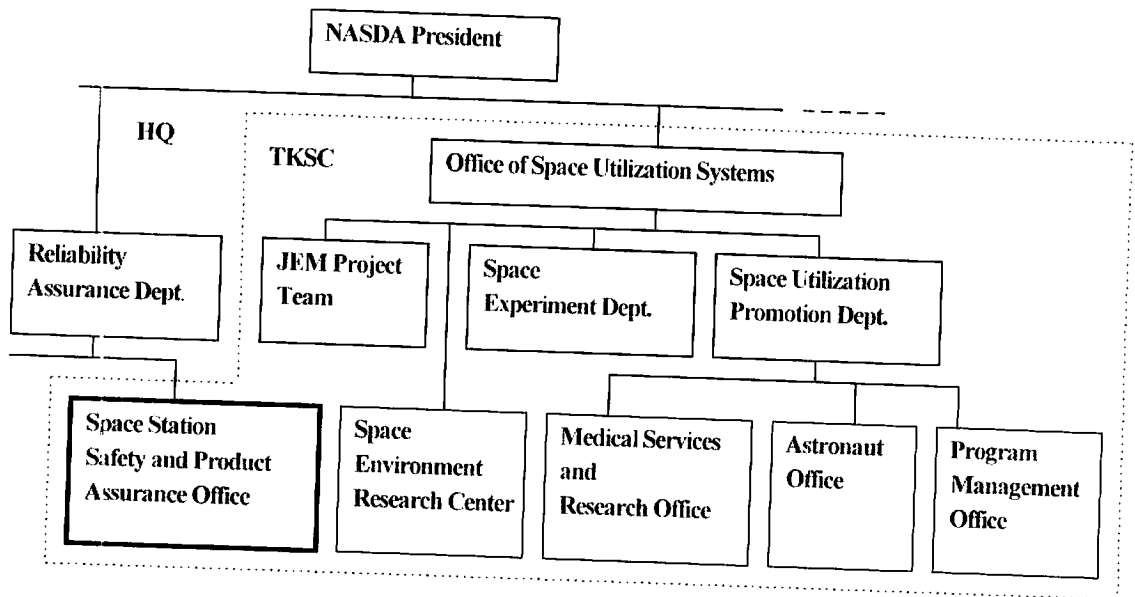 NASDA President
HQ
TKSC
Office of Space Utilization Systems
Reliability
Assurance Dept.
JEM Project
Team
Space
Experiment Dept.
Space Utilization
Promotion Dept.
Space Station
Safety and Product
Assurance Office
Space
Environment
Research Center
Medical Services
and
Research Office
Astronaut
Office
Program
Management
Office